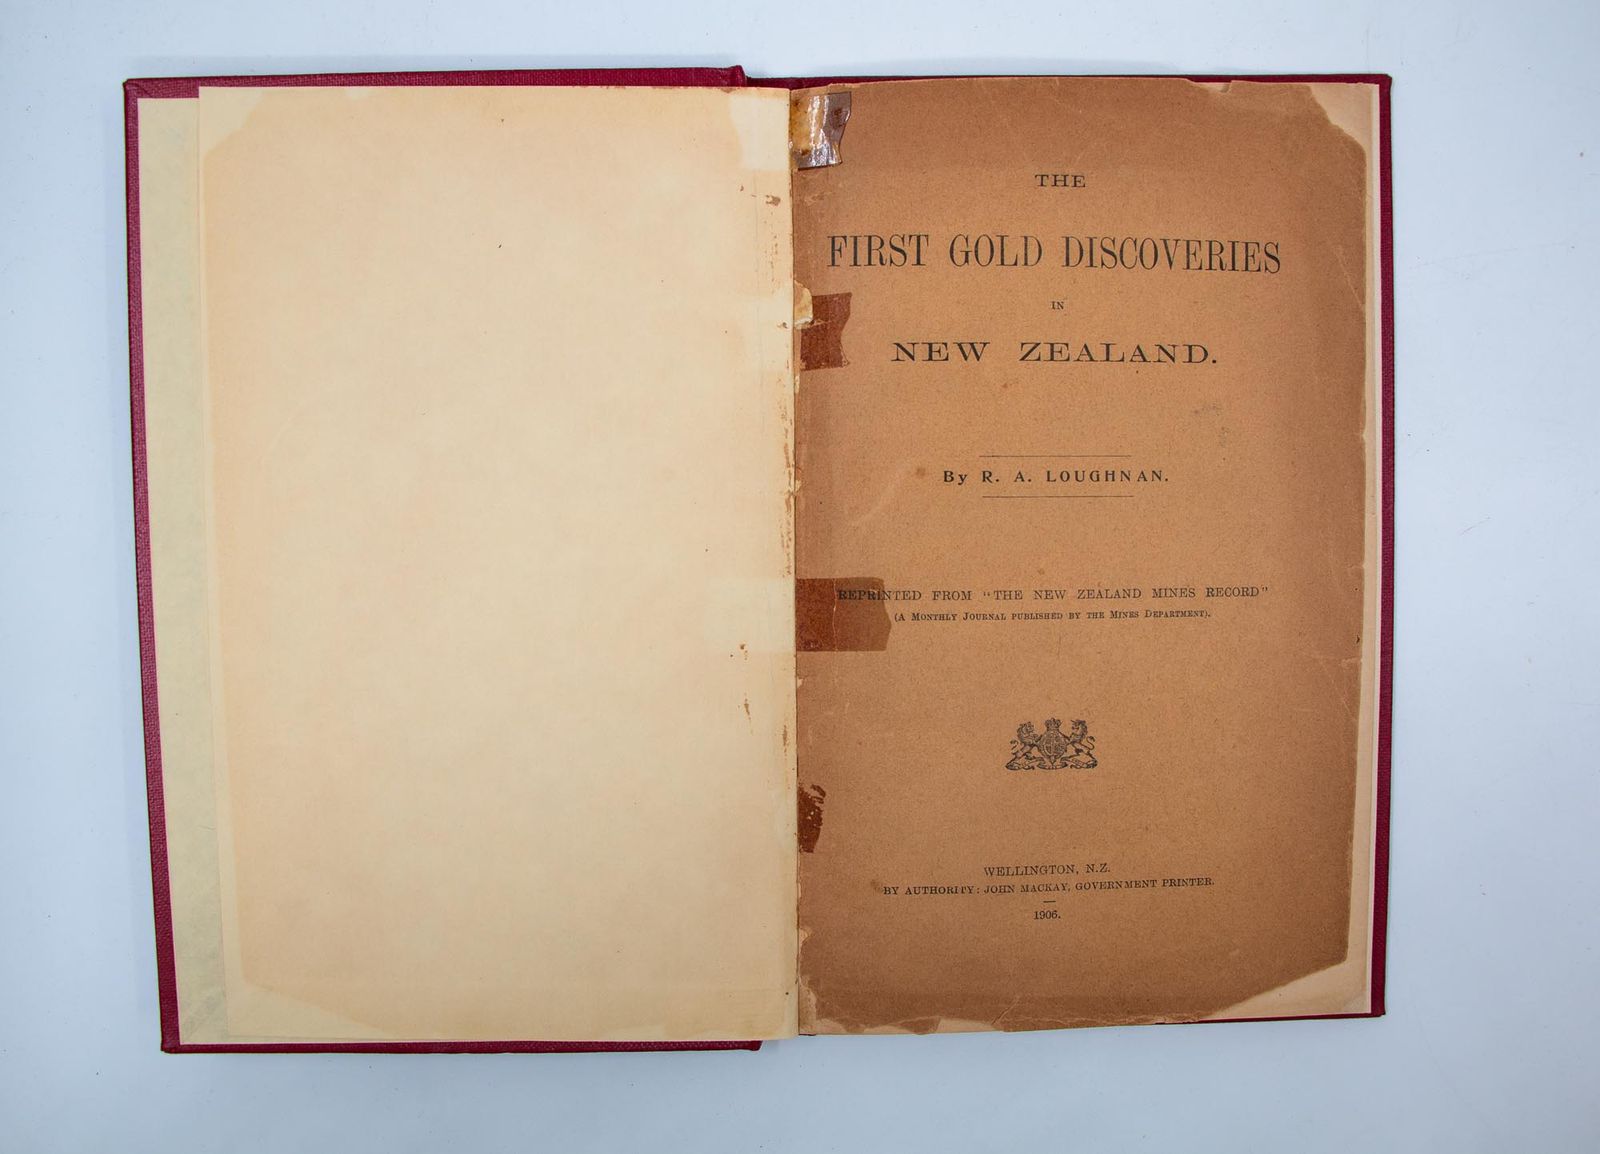 THE
FIRST GOLD DISCOVERIES
IN
NEW ZEALAND.
By R. A. LOUGHNAN.
REPRINTED FROM "THE NEW ZEALAND MINES RECORD"
(A MONTHLY JOURNAL PUBLISHED BY THE MINES DEPARTMENT).
WELLINGTON, N.Z.
BY AUTHORITY: JOHN MACKAY, GOVERNMENT PRINTER.
1906.